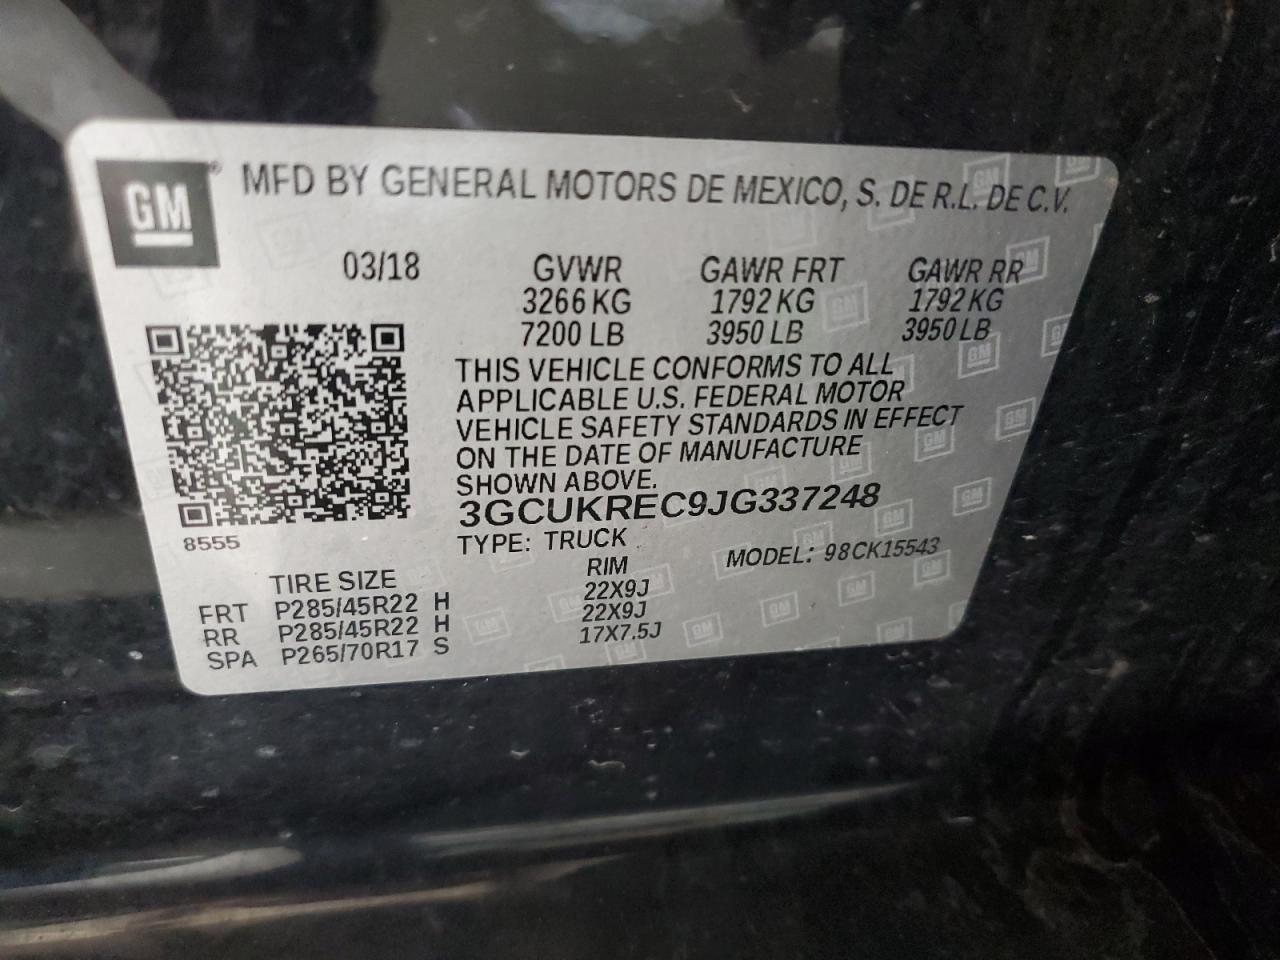 GM® MFD BY GENERAL MOTORS DE MEXICO, S. DE R.L. DE C.V.
03/18 GVWR GAWR FRT GAWR RR
3266 KG 1792 KG 1792 KG
7200 LB 3950 LB 3950 LB
THIS VEHICLE CONFORMS TO ALL
APPLICABLE U.S. FEDERAL MOTOR
VEHICLE SAFETY STANDARDS IN EFFECT
ON THE DATE OF MANUFACTURE
SHOWN ABOVE.
3GCUKREC9JG337248
8555
TYPE: TRUCK MODEL: 98CK15543
TIRE SIZE RIM
FRT P285/45R22 H 22X9J
RR P285/45R22 H 22X9J
SPA P265/70R17 S 17X7.5J